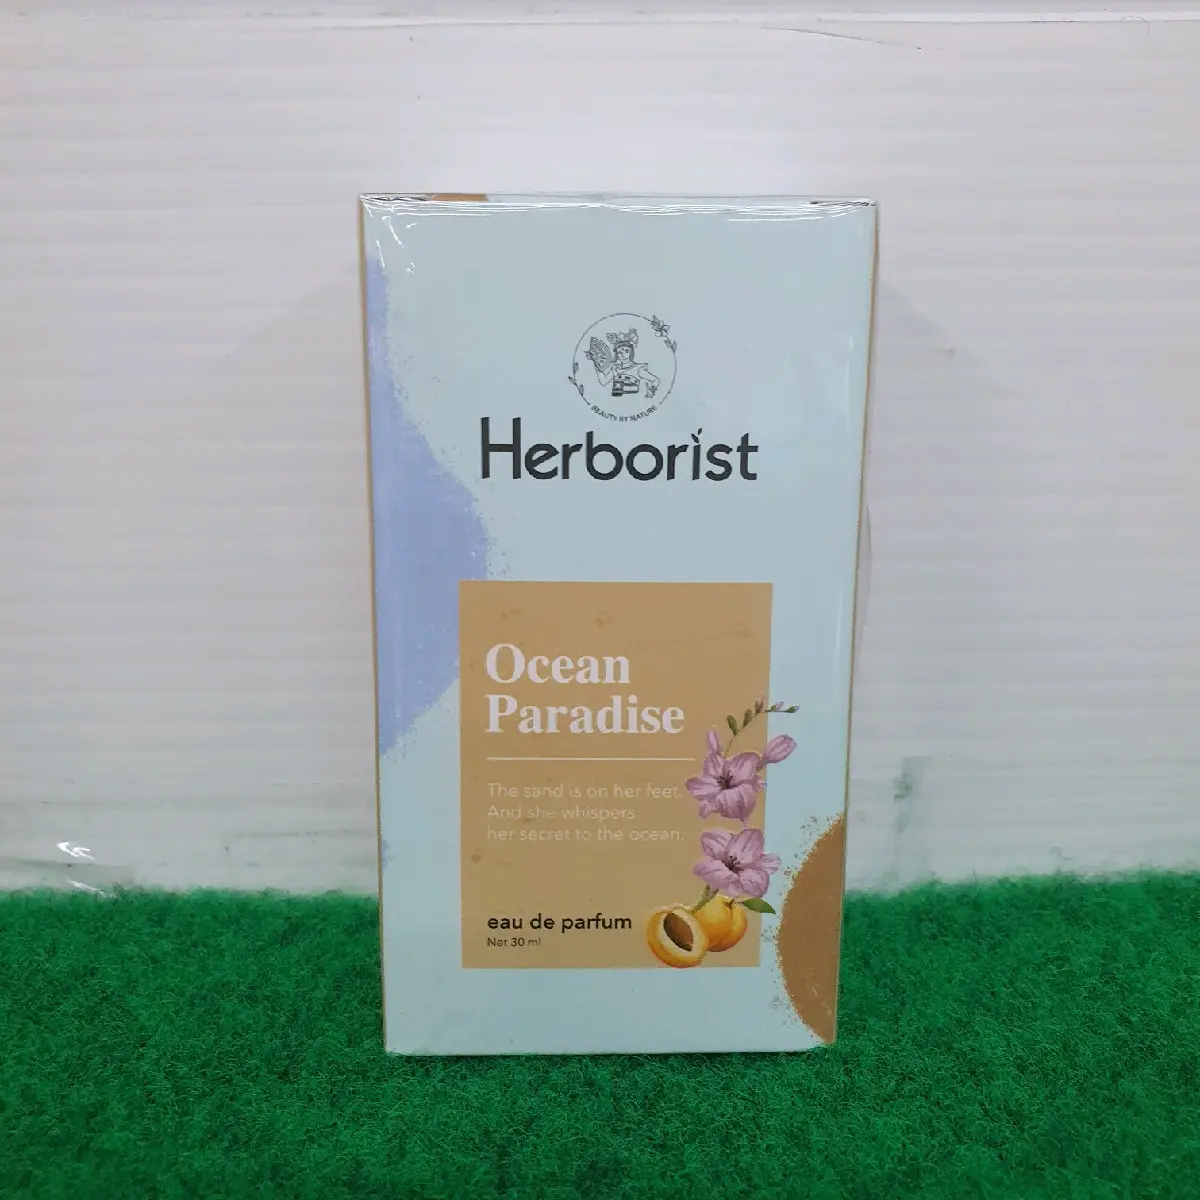 BEAUTY BY NATURE
Herborist
Ocean
Paradise
The sand is on her feet.
And she whispers
her secret to the ocean.
eau de parfum
Net 30 ml